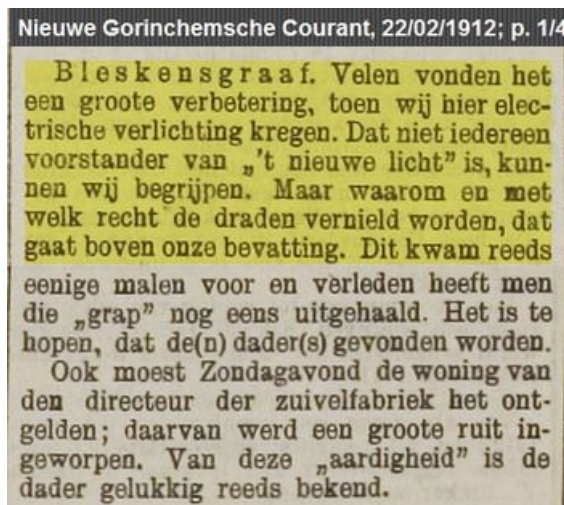 Nieuwe Gorinchemsche Courant, 22/02/1912; p. 1/4
Bleskensgraaf. Velen vonden het
een groote verbetering, toen wij hier elec-
trische verlichting kregen. Dat niet iedereen
voorstander van „'t nieuwe licht” is, kun-
nen wij begrijpen. Maar waarom en met
welk recht de draden vernield worden, dat
gaat boven onze bevatting. Dit kwam reeds
eenige malen voor en verleden heeft men
die „grap” nog eens uitgehaald. Het is te
hopen, dat de(n) dader(s) gevonden worden.
Ook moest Zondagavond de woning van
den directeur der zuivelfabriek het ont-
gelden; daarvan werd een groote ruit in-
geworpen. Van deze „aardigheid” is de
dader gelukkig reeds bekend.